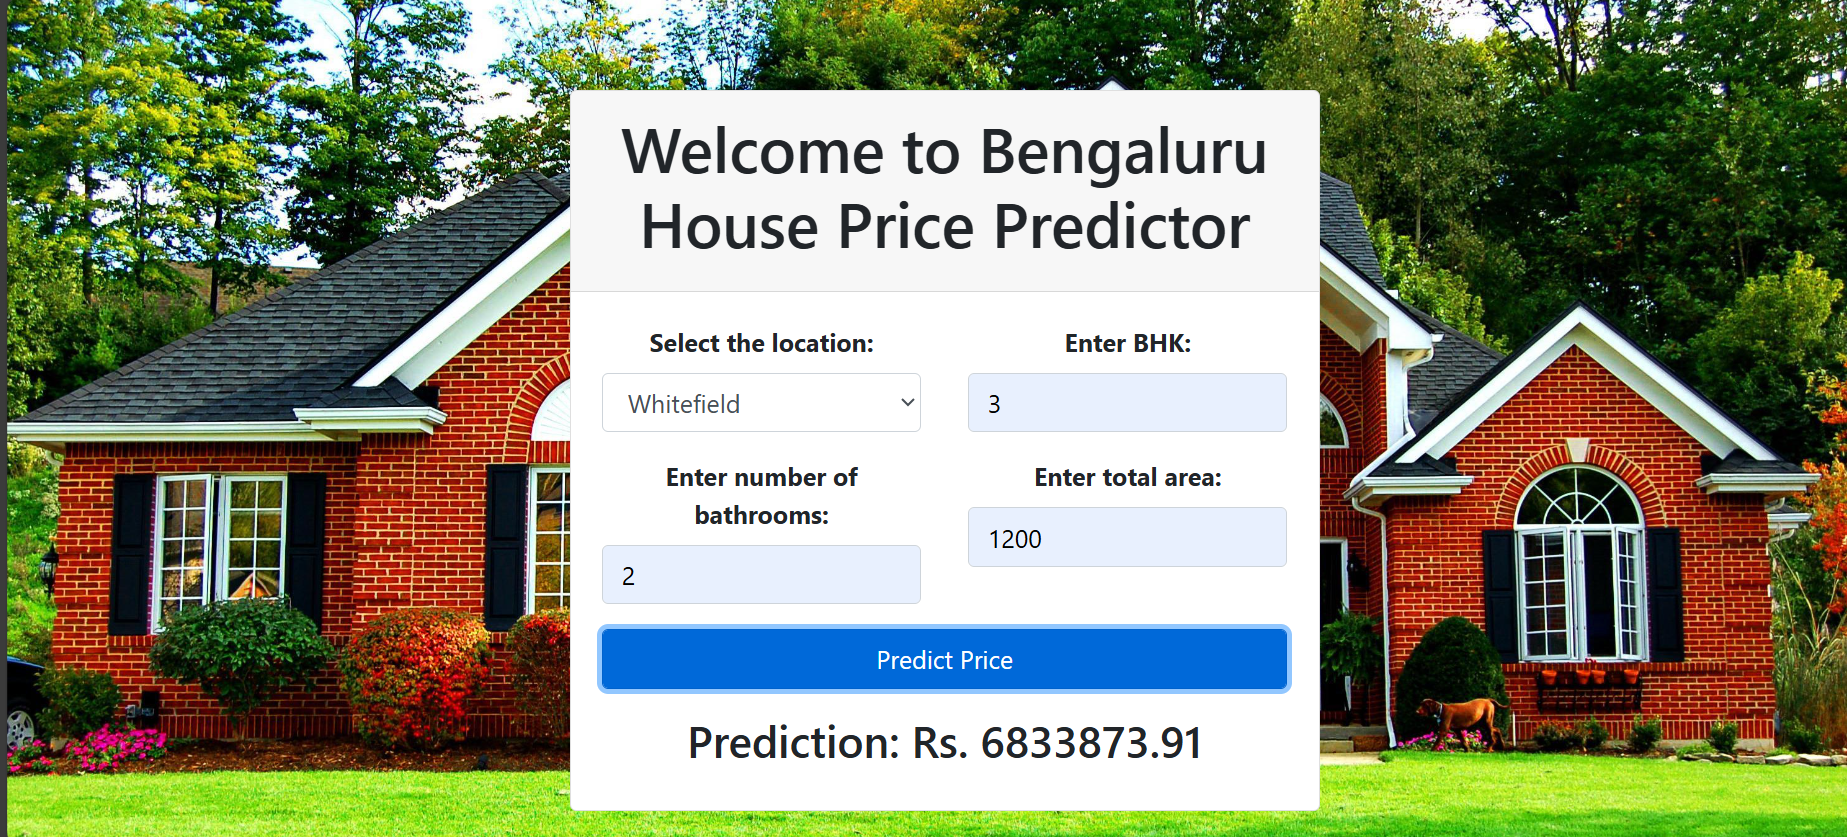 Welcome to Bengaluru
House Price Predictor
Select the location:
Whitefield
Enter BHK:
3
Enter number of
bathrooms:
2
Enter total area:
1200
Predict Price
Prediction: Rs. 6833873.91